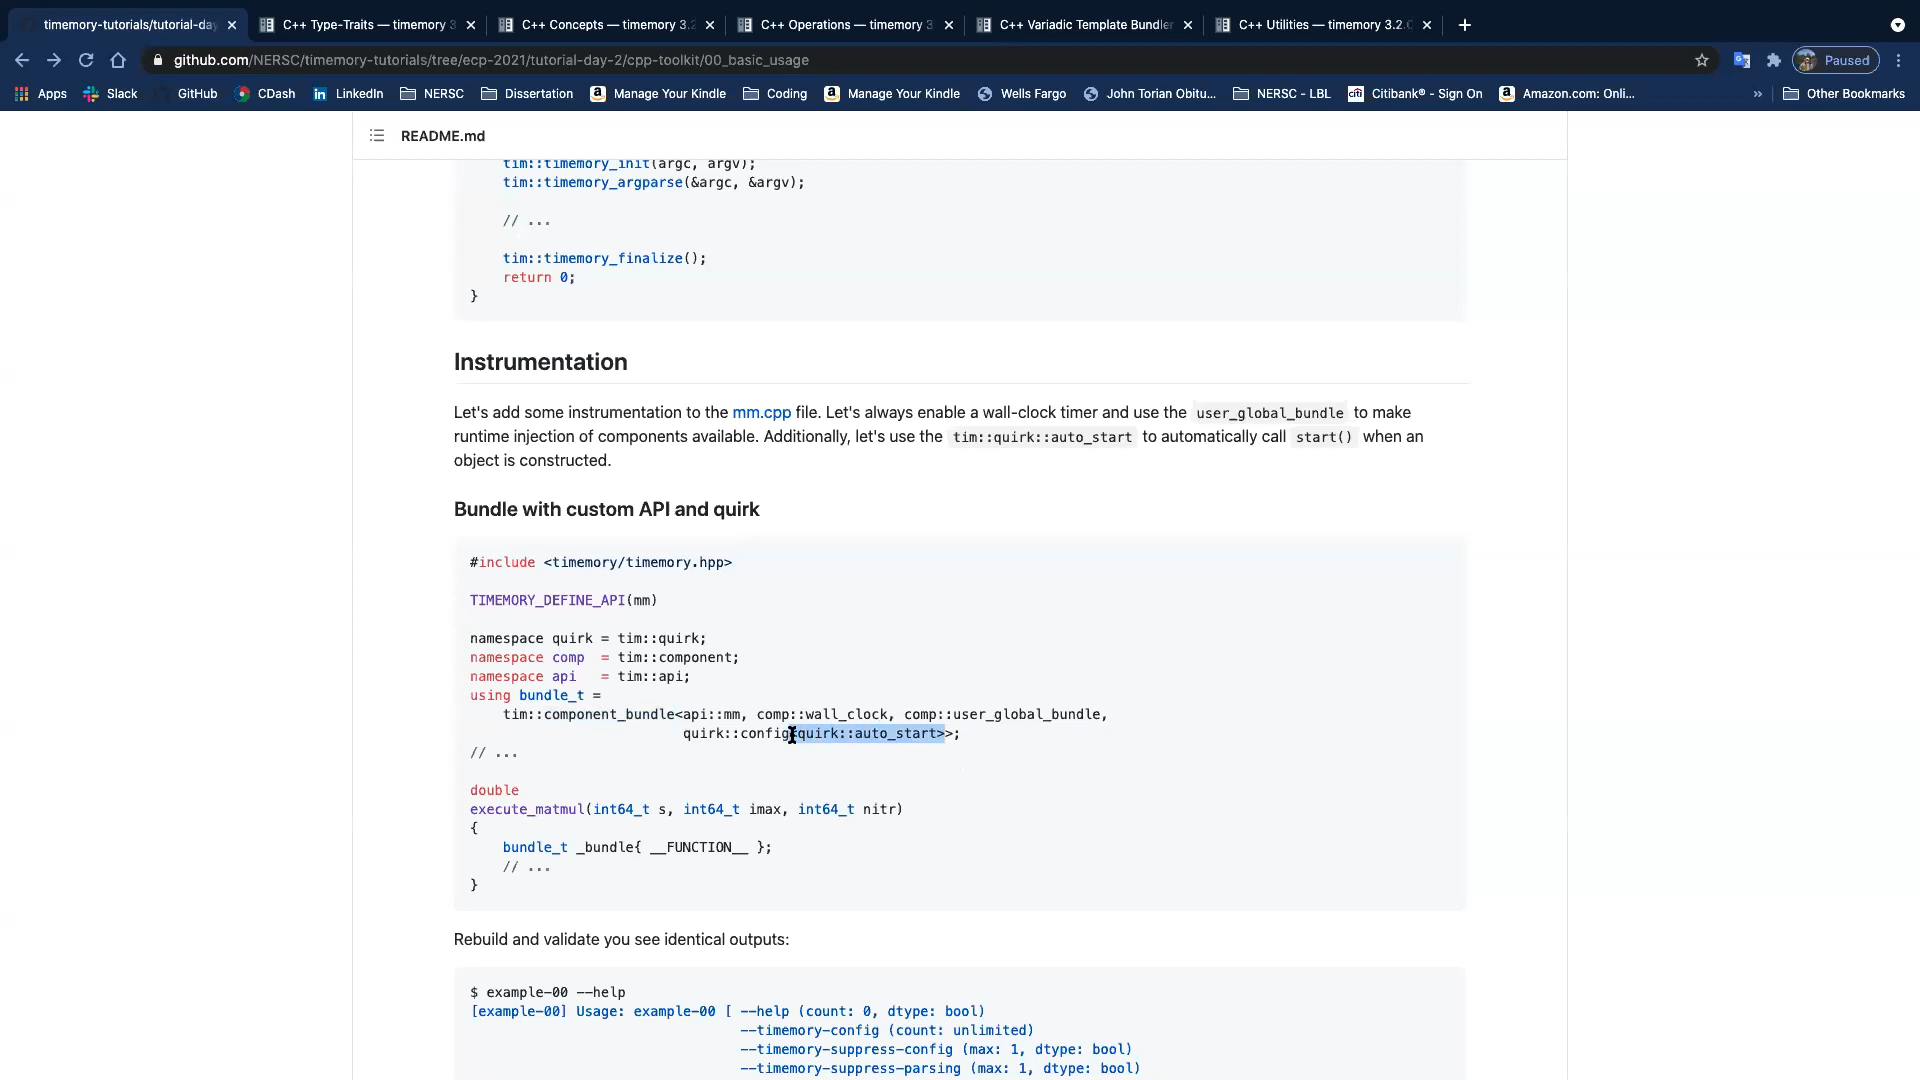 timemory-tutorials/tutorial-day
C++ Type-Traits — timemory 3
C++ Concepts — timemory 3.2
C++ Operations — timemory 3
C++ Variadic Template Bundler
C++ Utilities — timemory 3.2.0
github.com/NERSC/timemory-tutorials/tree/ecp-2021/tutorial-day-2/cpp-toolkit/00_basic_usage
Paused
Apps Slack GitHub CDash LinkedIn NERSC Dissertation Manage Your Kindle Coding Manage Your Kindle Wells Fargo John Torian Obitu... NERSC - LBL Citibank® - Sign On Amazon.com: Onli... » Other Bookmarks
README.md
tim::timemory_init(argc, argv);
tim::timemory_argparse(&argc, &argv);
// ...
tim::timemory_finalize();
return 0;
}
Instrumentation
Let's add some instrumentation to the mm.cpp file. Let's always enable a wall-clock timer and use the user_global_bundle to make
runtime injection of components available. Additionally, let's use the tim::quirk::auto_start to automatically call start() when an
object is constructed.
Bundle with custom API and quirk
#include <timemory/timemory.hpp>
TIMEMORY_DEFINE_API(mm)
namespace quirk = tim::quirk;
namespace comp = tim::component;
namespace api = tim::api;
using bundle_t =
tim::component_bundle<api::mm, comp::wall_clock, comp::user_global_bundle,
quirk::config<quirk::auto_start>>;
// ...
double
execute_matmul(int64_t s, int64_t imax, int64_t nitr)
{
bundle_t _bundle{ __FUNCTION__ };
// ...
}
Rebuild and validate you see identical outputs:
$ example-00 --help
[example-00] Usage: example-00 [ --help (count: 0, dtype: bool)
--timemory-config (count: unlimited)
--timemory-suppress-config (max: 1, dtype: bool)
--timemory-suppress-parsing (max: 1, dtype: bool)